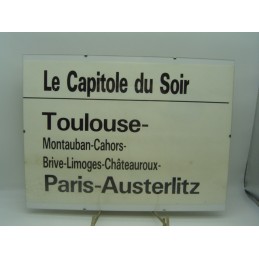 Le Capitole du Soir
Toulouse-
Montauban-Cahors-
Brive-Limoges-Châteauroux-
Paris-Austerlitz